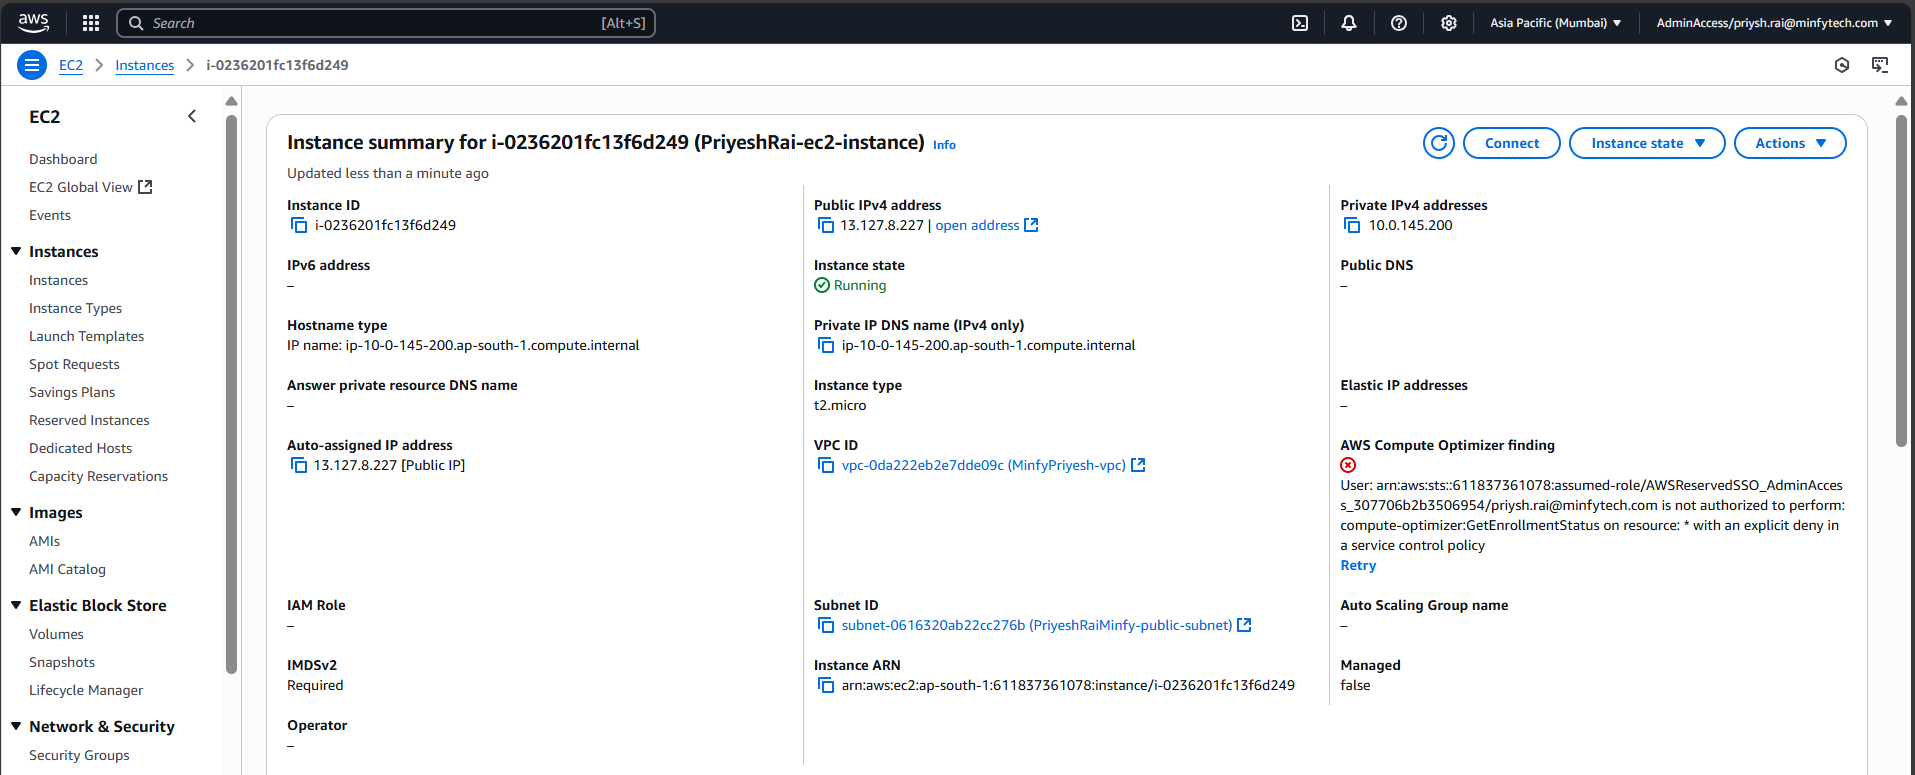 aws
Search [Alt+S]
Asia Pacific (Mumbai)
AdminAccess/priysh.rai@minfytech.com
EC2
Instances
i-0236201fc13f6d249
EC2
Dashboard
EC2 Global View
Events
Instances
Instances
Instance Types
Launch Templates
Spot Requests
Savings Plans
Reserved Instances
Dedicated Hosts
Capacity Reservations
Images
AMIs
AMI Catalog
Elastic Block Store
Volumes
Snapshots
Lifecycle Manager
Network & Security
Security Groups
Instance summary for i-0236201fc13f6d249 (PriyeshRai-ec2-instance) Info
Updated less than a minute ago
Connect
Instance state
Actions
Instance ID
i-0236201fc13f6d249
Public IPv4 address
13.127.8.227 | open address
Private IPv4 addresses
10.0.145.200
IPv6 address
–
Instance state
Running
Public DNS
–
Hostname type
IP name: ip-10-0-145-200.ap-south-1.compute.internal
Private IP DNS name (IPv4 only)
ip-10-0-145-200.ap-south-1.compute.internal
Answer private resource DNS name
–
Instance type
t2.micro
Elastic IP addresses
–
Auto-assigned IP address
13.127.8.227 [Public IP]
VPC ID
vpc-0da222eb2e7dde09c (MinfyPriyesh-vpc)
AWS Compute Optimizer finding
User: arn:aws:sts::611837361078:assumed-role/AWSReservedSSO_AdminAcces
s_307706b2b3506954/priysh.rai@minfytech.com is not authorized to perform:
compute-optimizer:GetEnrollmentStatus on resource: * with an explicit deny in
a service control policy
Retry
IAM Role
–
Subnet ID
subnet-0616320ab22cc276b (PriyeshRaiMinfy-public-subnet)
Auto Scaling Group name
–
IMDSv2
Required
Instance ARN
arn:aws:ec2:ap-south-1:611837361078:instance/i-0236201fc13f6d249
Managed
false
Operator
–